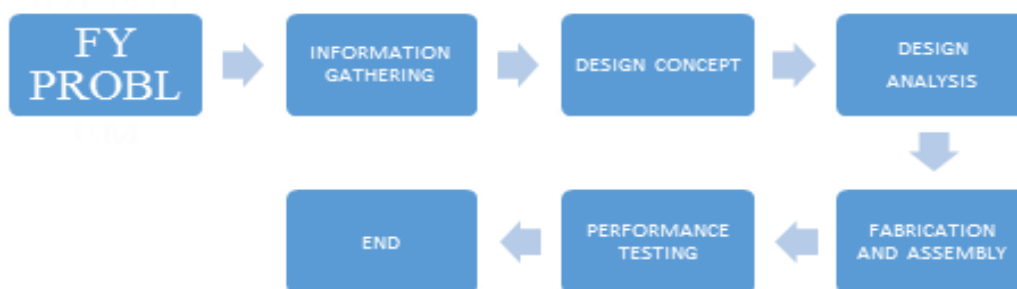 FY
PROBL
INFORMATION
GATHERING
DESIGN CONCEPT
DESIGN
ANALYSIS
FABRICATION
AND ASSEMBLY
PERFORMANCE
TESTING
END